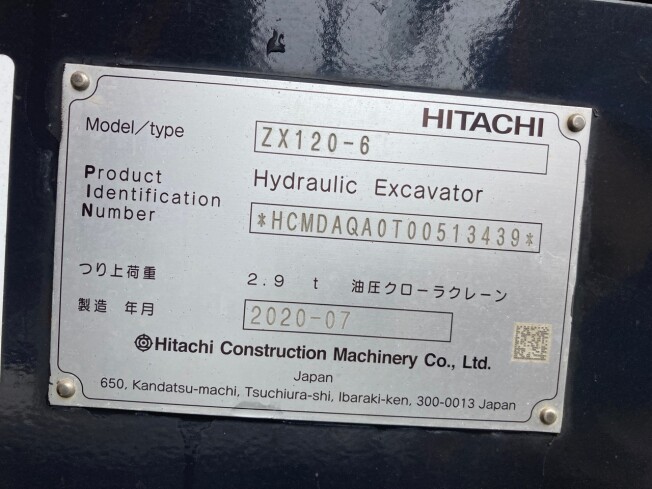 HITACHI
Model/type ZX120-6
Product Identification Number Hydraulic Excavator
*HCMDAQA0T00513439*
つり上荷重 2.9 t 油圧クローラクレーン
製造 年月 2020-07
Hitachi Construction Machinery Co., Ltd.
Japan
650, Kandatsu-machi, Tsuchiura-shi, Ibaraki-ken, 300-0013 Japan